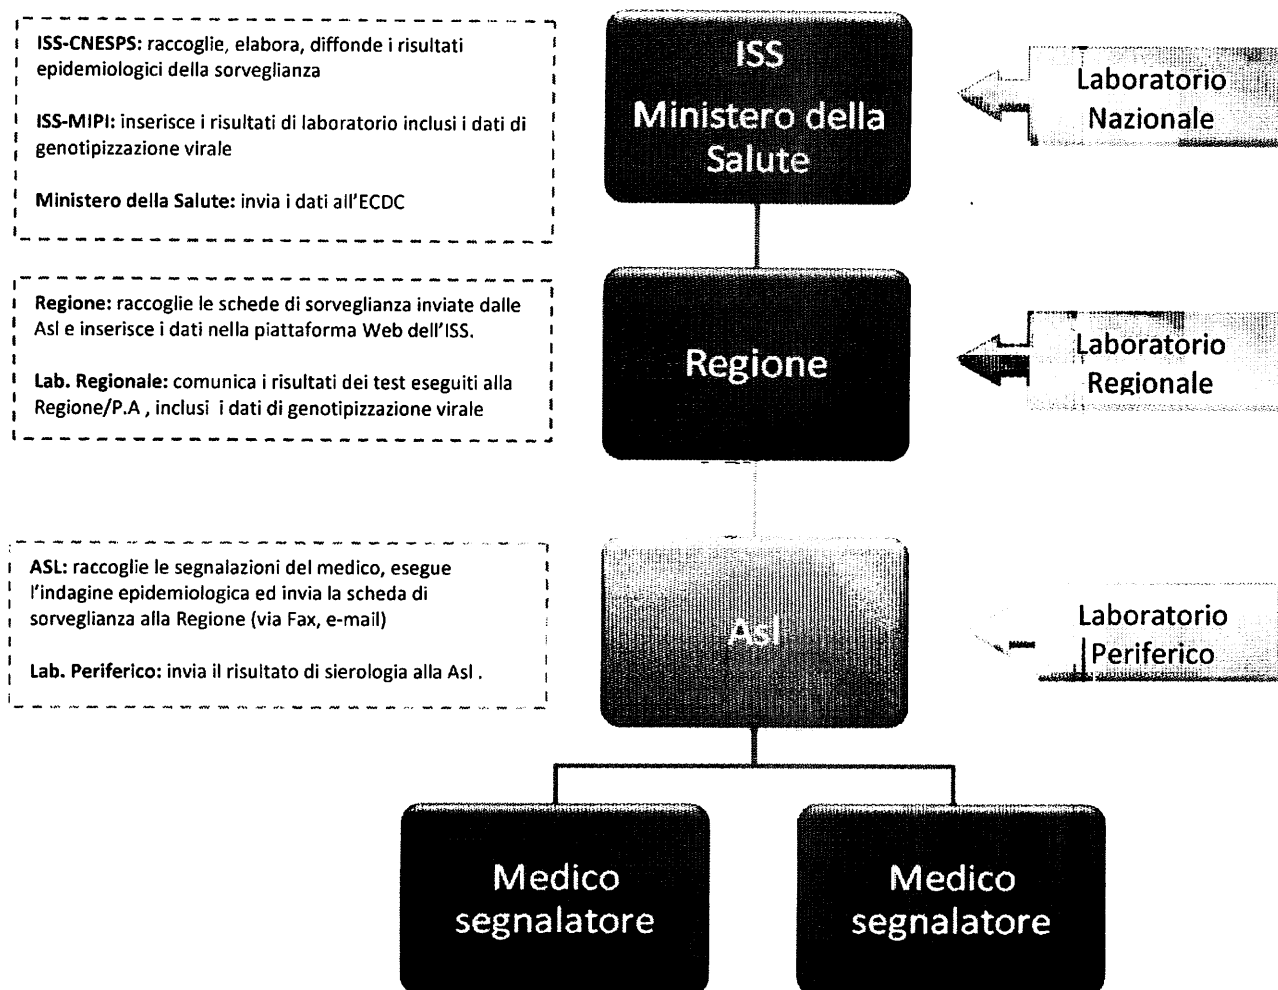 ISS-CNESPS: raccoglie, elabora, diffonde i risultati
epidemiologici della sorveglianza
ISS-MIPI: inserisce i risultati di laboratorio inclusi i dati di
genotipizzazione virale
Ministero della Salute: invia i dati all'ECDC
ISS
Ministero della
Salute
Laboratorio
Nazionale
Regione: raccoglie le schede di sorveglianza inviate dalle
Asl e inserisce i dati nella piattaforma Web dell'ISS.
Lab. Regionale: comunica i risultati dei test eseguiti alla
Regione/P.A , inclusi i dati di genotipizzazione virale
Regione
Laboratorio
Regionale
ASL: raccoglie le segnalazioni del medico, esegue
l'indagine epidemiologica ed invia la scheda di
sorveglianza alla Regione (via Fax, e-mail)
Lab. Periferico: invia il risultato di sierologia alla Asl .
Asl
Laboratorio
Periferico
Medico
segnalatore
Medico
segnalatore